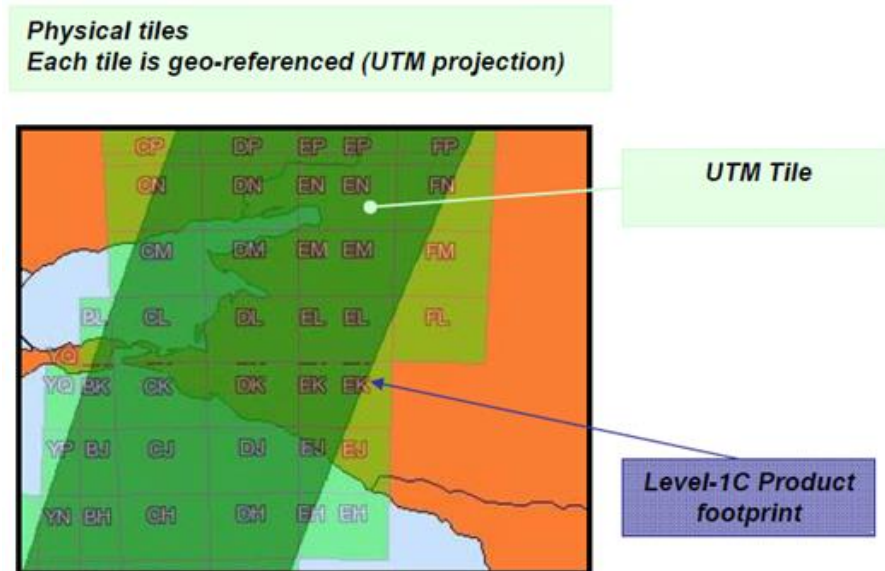 Physical tiles
Each tile is geo-referenced (UTM projection)
CP DP EP EP FP
CN DN EN EN FN
UTM Tile
CM DM EM EM FM
BL CL DL EL EL FL
YQ
YQ BK CK DK EK EK
YP BJ CJ DJ EJ EJ
Level-1C Product
footprint
YN BH CH DH EH EH